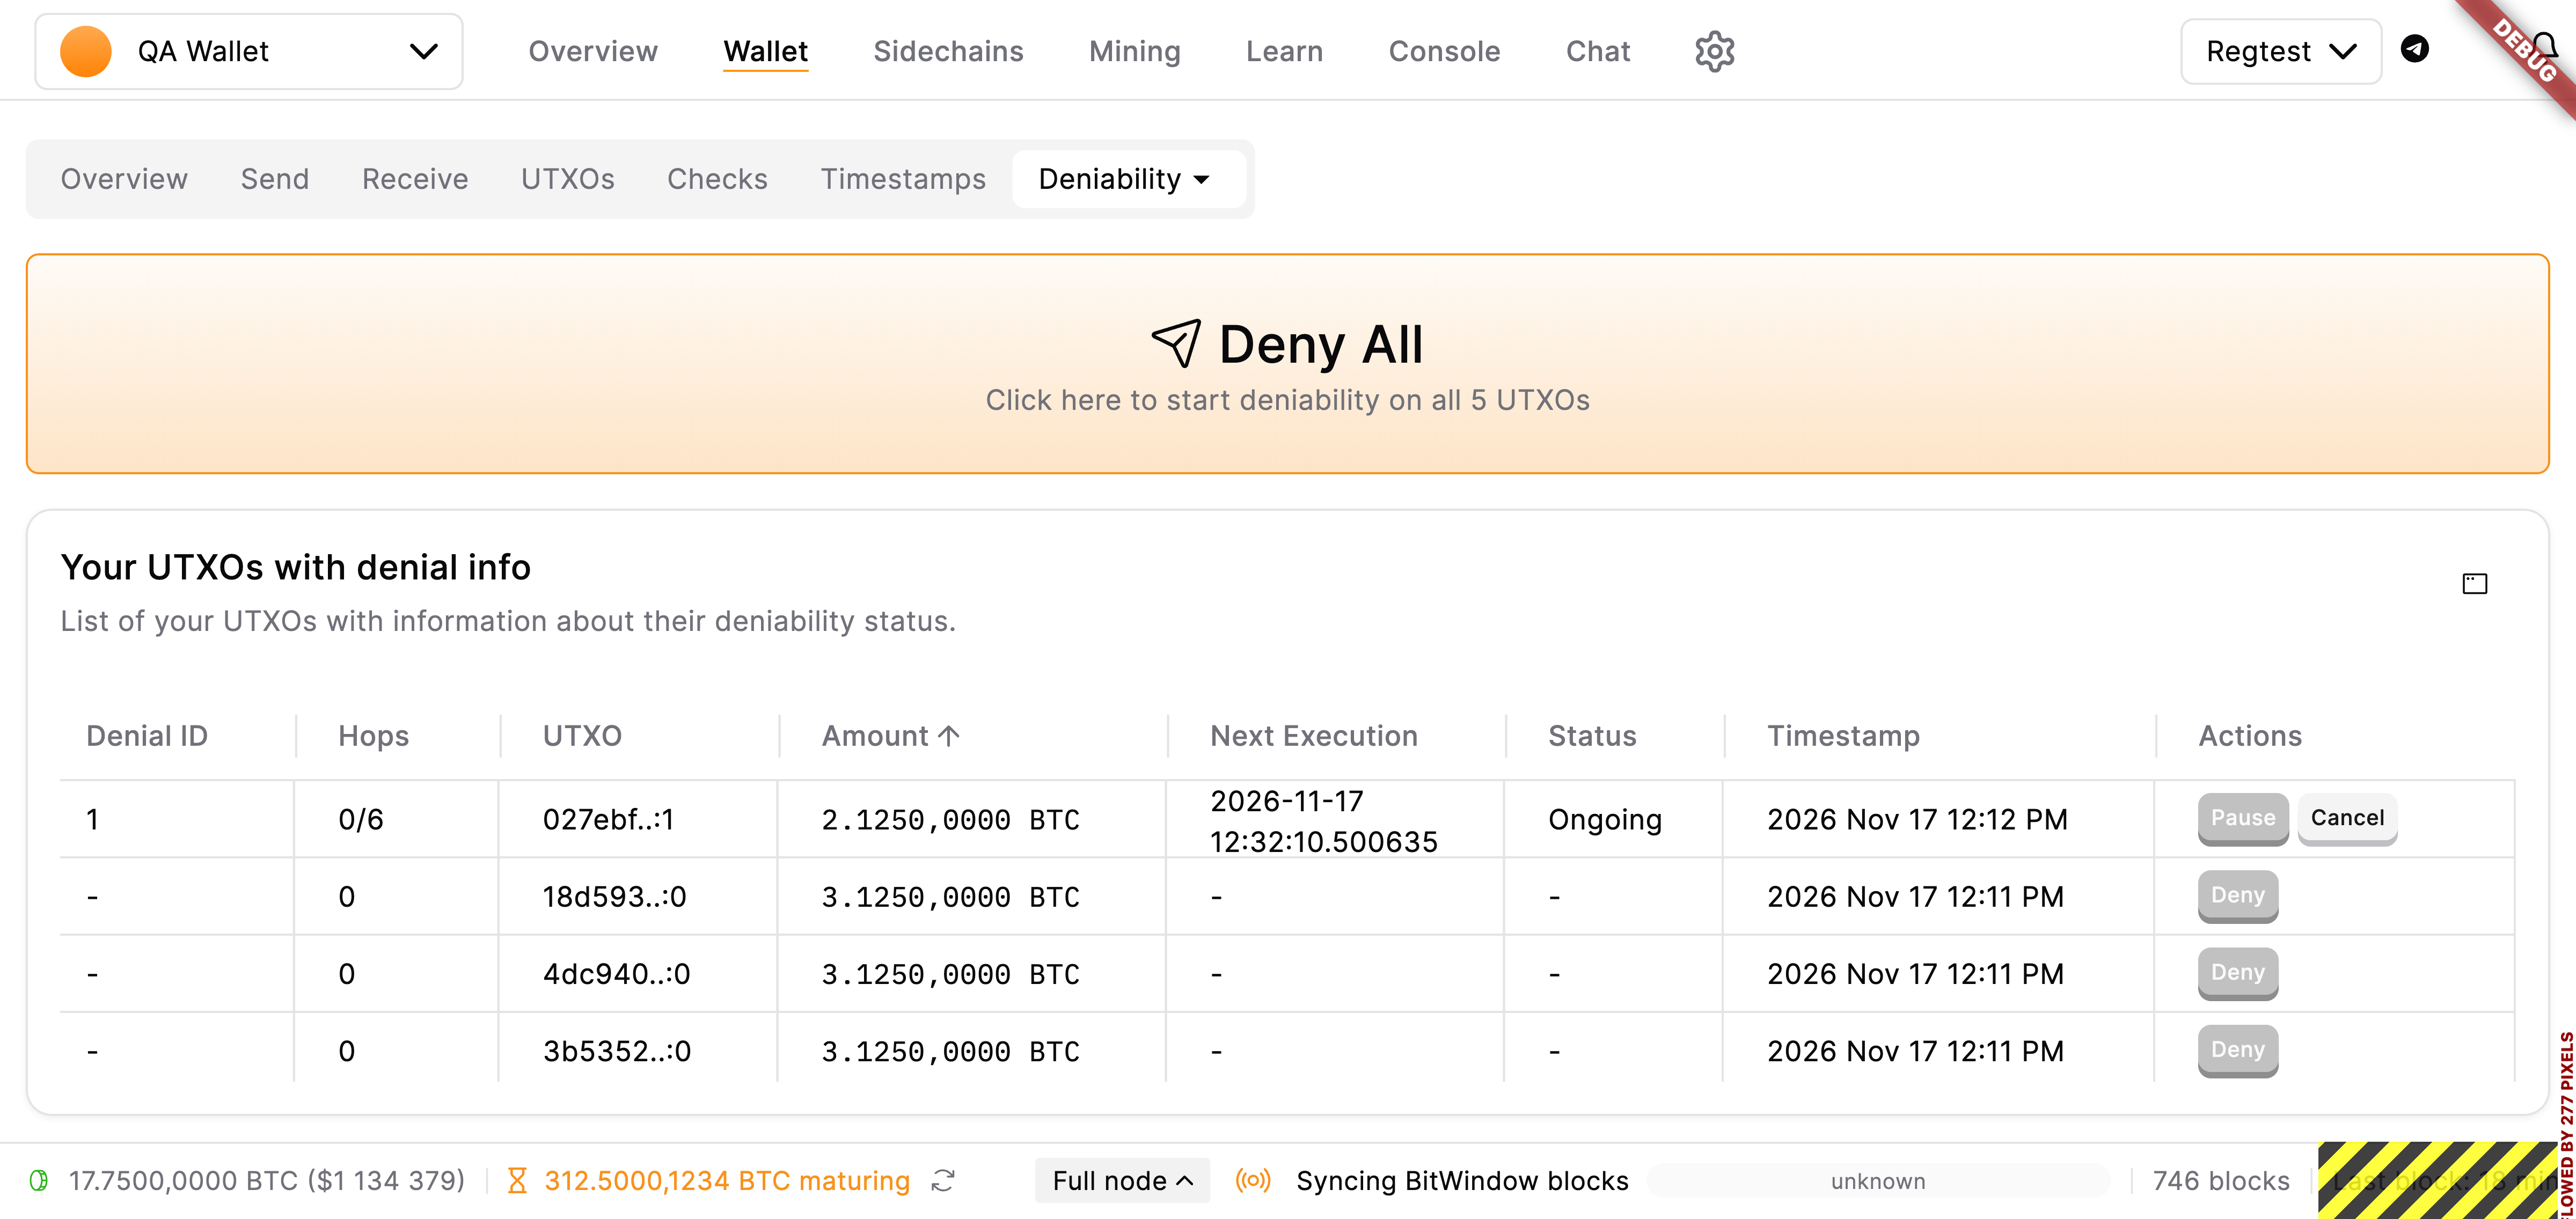 QA Wallet
Overview
Wallet
Sidechains
Mining
Learn
Console
Chat
Regtest
DEBUG
Overview
Send
Receive
UTXOs
Checks
Timestamps
Deniability
Deny All
Click here to start deniability on all 5 UTXOs
Your UTXOs with denial info
List of your UTXOs with information about their deniability status.
Denial ID Hops UTXO Amount Next Execution Status Timestamp Actions
1 0/6 027ebf..:1 2.1250,0000 BTC 2026-11-17 12:32:10.500635 Ongoing 2026 Nov 17 12:12 PM Pause Cancel
- 0 18d593..:0 3.1250,0000 BTC - - 2026 Nov 17 12:11 PM Deny
- 0 4dc940..:0 3.1250,0000 BTC - - 2026 Nov 17 12:11 PM Deny
- 0 3b5352..:0 3.1250,0000 BTC - - 2026 Nov 17 12:11 PM Deny
17.7500,0000 BTC ($1 134 379)
312.5000,1234 BTC maturing
Full node
Syncing BitWindow blocks
unknown
746 blocks
Last block: 18 min
BY 277 PIXELS